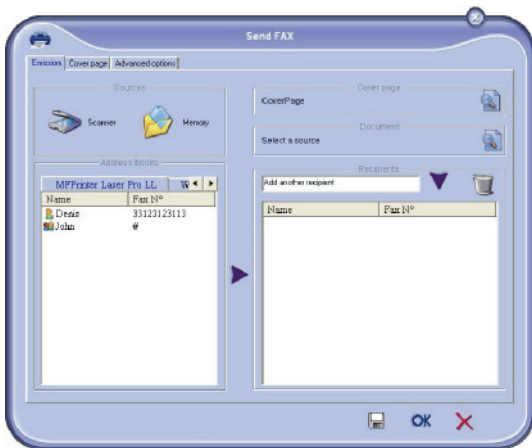 Send FAX
Emission Cover page Advanced options
Sources
Scanner Memory
Cover page
CoverPage
Document
Select a source
Address books
MFPrinter Laser Pro LL W
Name Fax N°
Denis 33123123113
John #
Recipients
Add another recipient
Name Fax N°
OK